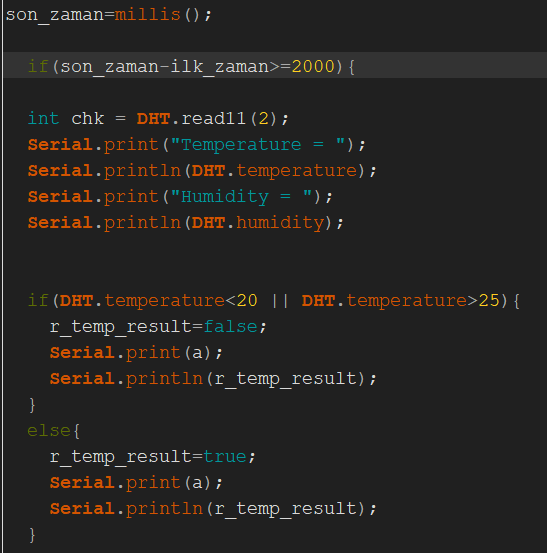 son_zaman=millis();
if(son_zaman-ilk_zaman>=2000){
int chk = DHT.read11(2);
Serial.print("Temperature = ");
Serial.println(DHT.temperature);
Serial.print("Humidity = ");
Serial.println(DHT.humidity);
if(DHT.temperature<20 || DHT.temperature>25){
r_temp_result=false;
Serial.print(a);
Serial.println(r_temp_result);
}
else{
r_temp_result=true;
Serial.print(a);
Serial.println(r_temp_result);
}